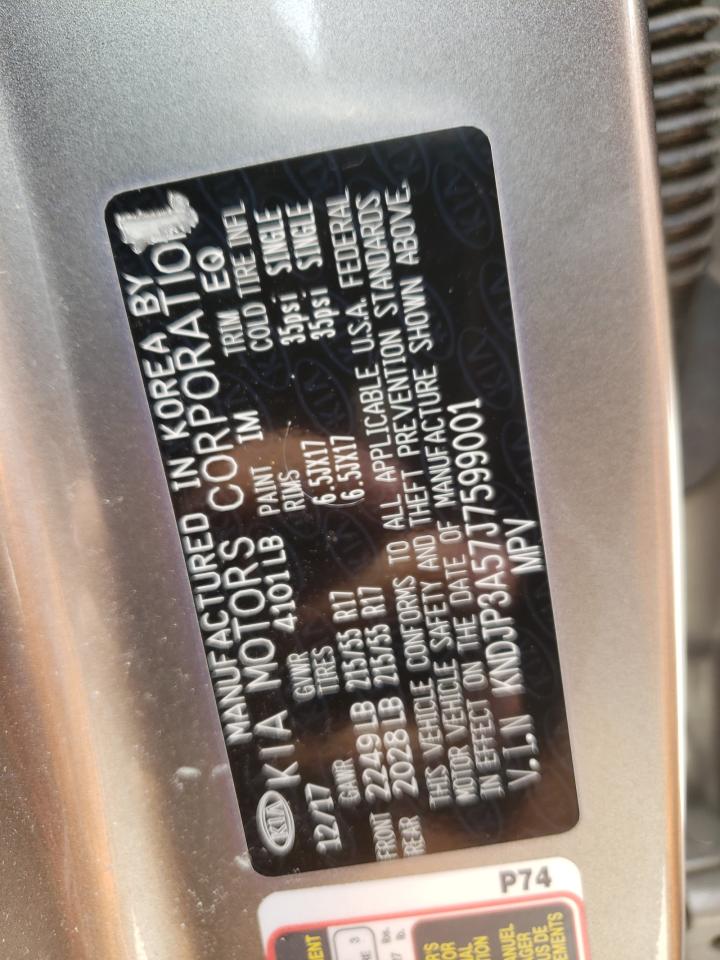 MANUFACTURED IN KOREA BY
KIA KIA MOTORS CORPORATION
12/17 GVWR 4101LB PAINT IM TRIM EQ
GAWR TIRES RIMS COLD TIRE INFL
FRONT 2249LB 215/55 R17 6.5JX17 35psi SINGLE
REAR 2028LB 215/55 R17 6.5JX17 35psi SINGLE
THIS VEHICLE CONFORMS TO ALL APPLICABLE U.S.A. FEDERAL
MOTOR VEHICLE SAFETY AND THEFT PREVENTION STANDARDS
IN EFFECT ON THE DATE OF MANUFACTURE SHOWN ABOVE.
V.I.N KNDJP3A57J7599001
MPV
P74
MANUEL